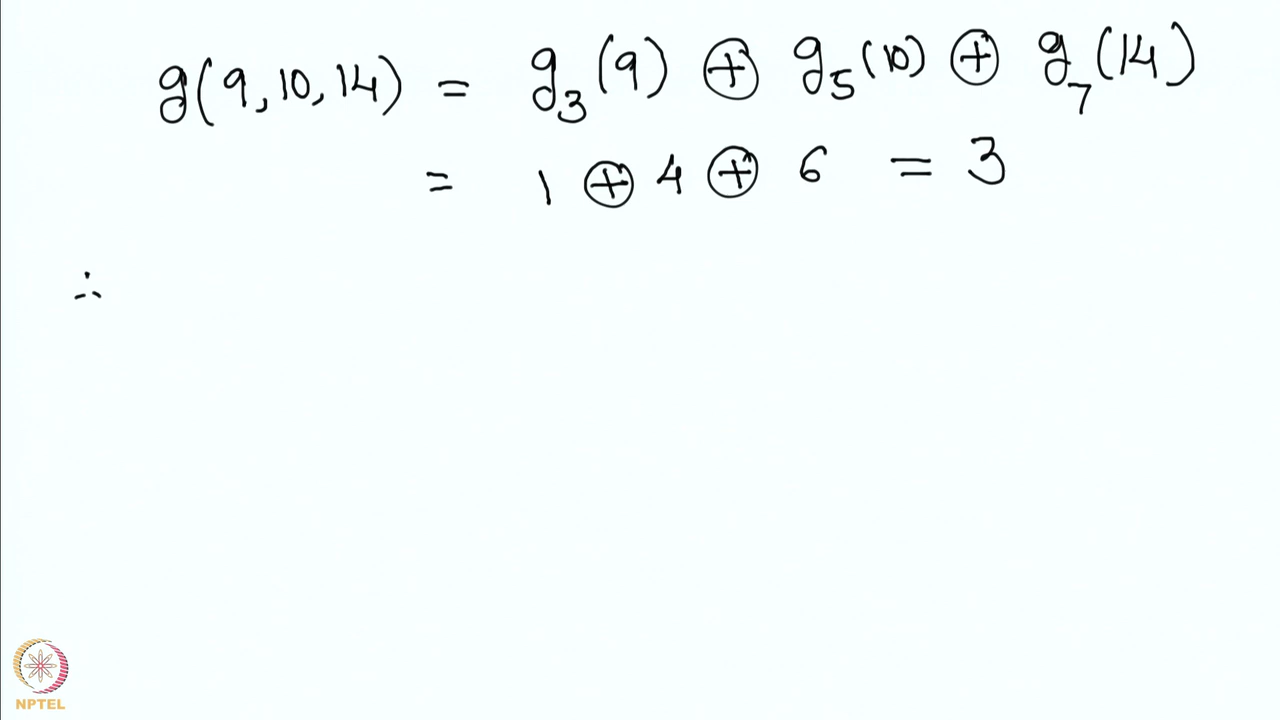 g(9,10,14) = g₃(9) ⊕ g₅(10) ⊕ g₇(14)
= 1 ⊕ 4 ⊕ 6 = 3
∴
NPTEL